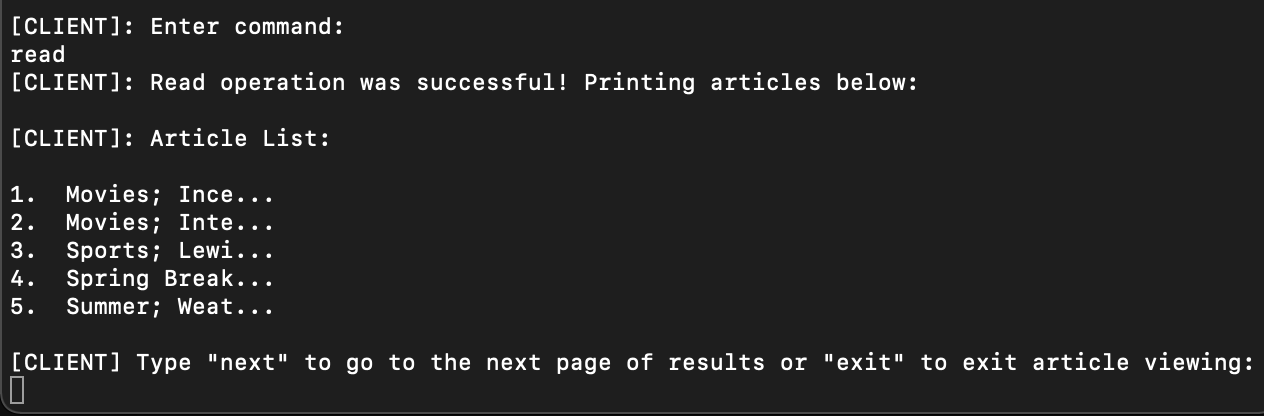 [CLIENT]: Enter command:
read
[CLIENT]: Read operation was successful! Printing articles below:
[CLIENT]: Article List:
1.  Movies; Ince...
2.  Movies; Inte...
3.  Sports; Lewi...
4.  Spring Break...
5.  Summer; Weat...
[CLIENT] Type "next" to go to the next page of results or "exit" to exit article viewing: